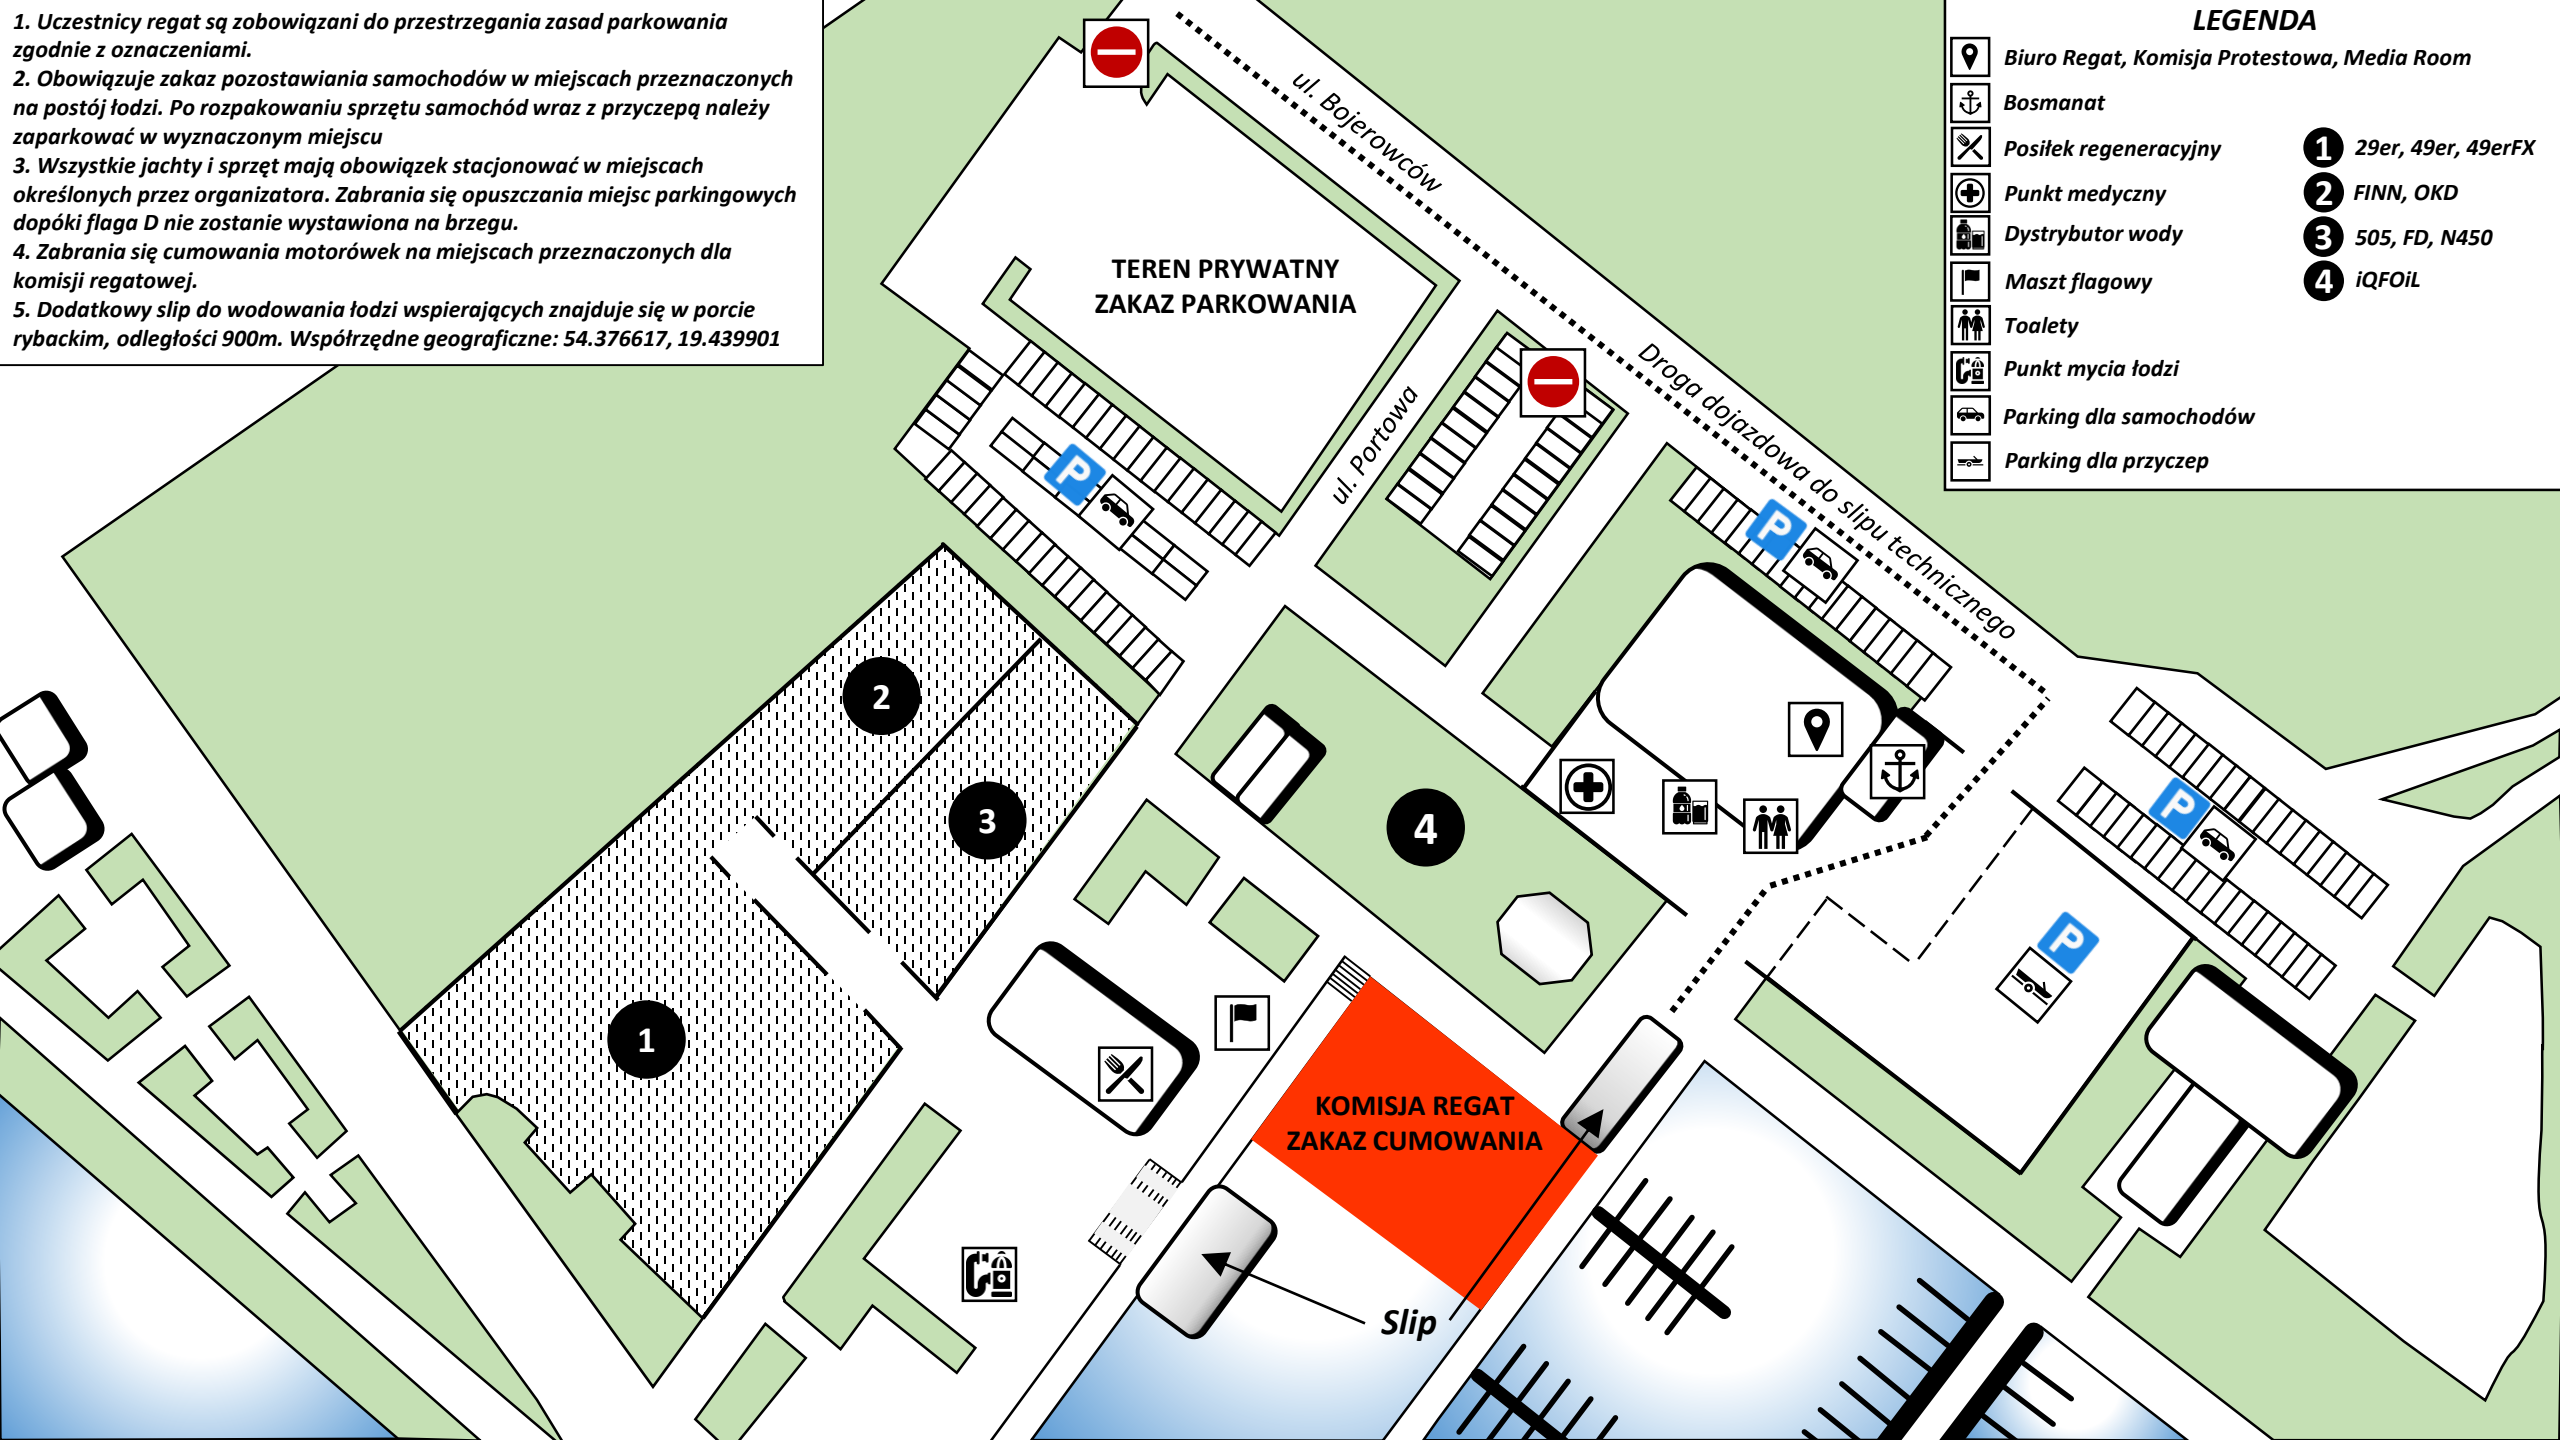 1. Uczestnicy regat są zobowiązani do przestrzegania zasad parkowania
zgodnie z oznaczeniami.
2. Obowiązuje zakaz pozostawiania samochodów w miejscach przeznaczonych
na postój łodzi. Po rozpakowaniu sprzętu samochód wraz z przyczepą należy
zaparkować w wyznaczonym miejscu
3. Wszystkie jachty i sprzęt mają obowiązek stacjonować w miejscach
określonych przez organizatora. Zabrania się opuszczania miejsc parkingowych
dopóki flaga D nie zostanie wystawiona na brzegu.
4. Zabrania się cumowania motorówek na miejscach przeznaczonych dla
komisji regatowej.
5. Dodatkowy slip do wodowania łodzi wspierających znajduje się w porcie
rybackim, odległości 900m. Współrzędne geograficzne: 54.376617, 19.439901
LEGENDA
Biuro Regat, Komisja Protestowa, Media Room
Bosmanat
Posiłek regeneracyjny
Punkt medyczny
Dystrybutor wody
Maszt flagowy
Toalety
Punkt mycia łodzi
Parking dla samochodów
Parking dla przyczep
1 29er, 49er, 49erFX
2 FINN, OKD
3 505, FD, N450
4 iQFOiL
ul. Bojerowców
TEREN PRYWATNY
ZAKAZ PARKOWANIA
ul. Portowa
Droga dojazdowa do slipu technicznego
P
P
P
P
2
3
4
1
KOMISJA REGAT
ZAKAZ CUMOWANIA
Slip